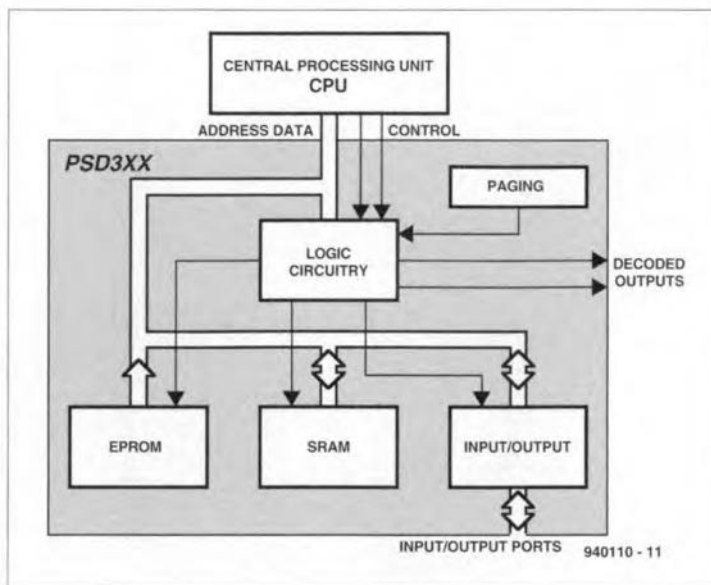 CENTRAL PROCESSING UNIT
CPU
ADDRESS DATA
CONTROL
PSD3XX
PAGING
LOGIC
CIRCUITRY
DECODED
OUTPUTS
EPROM
SRAM
INPUT/OUTPUT
INPUT/OUTPUT PORTS
940110 - 11